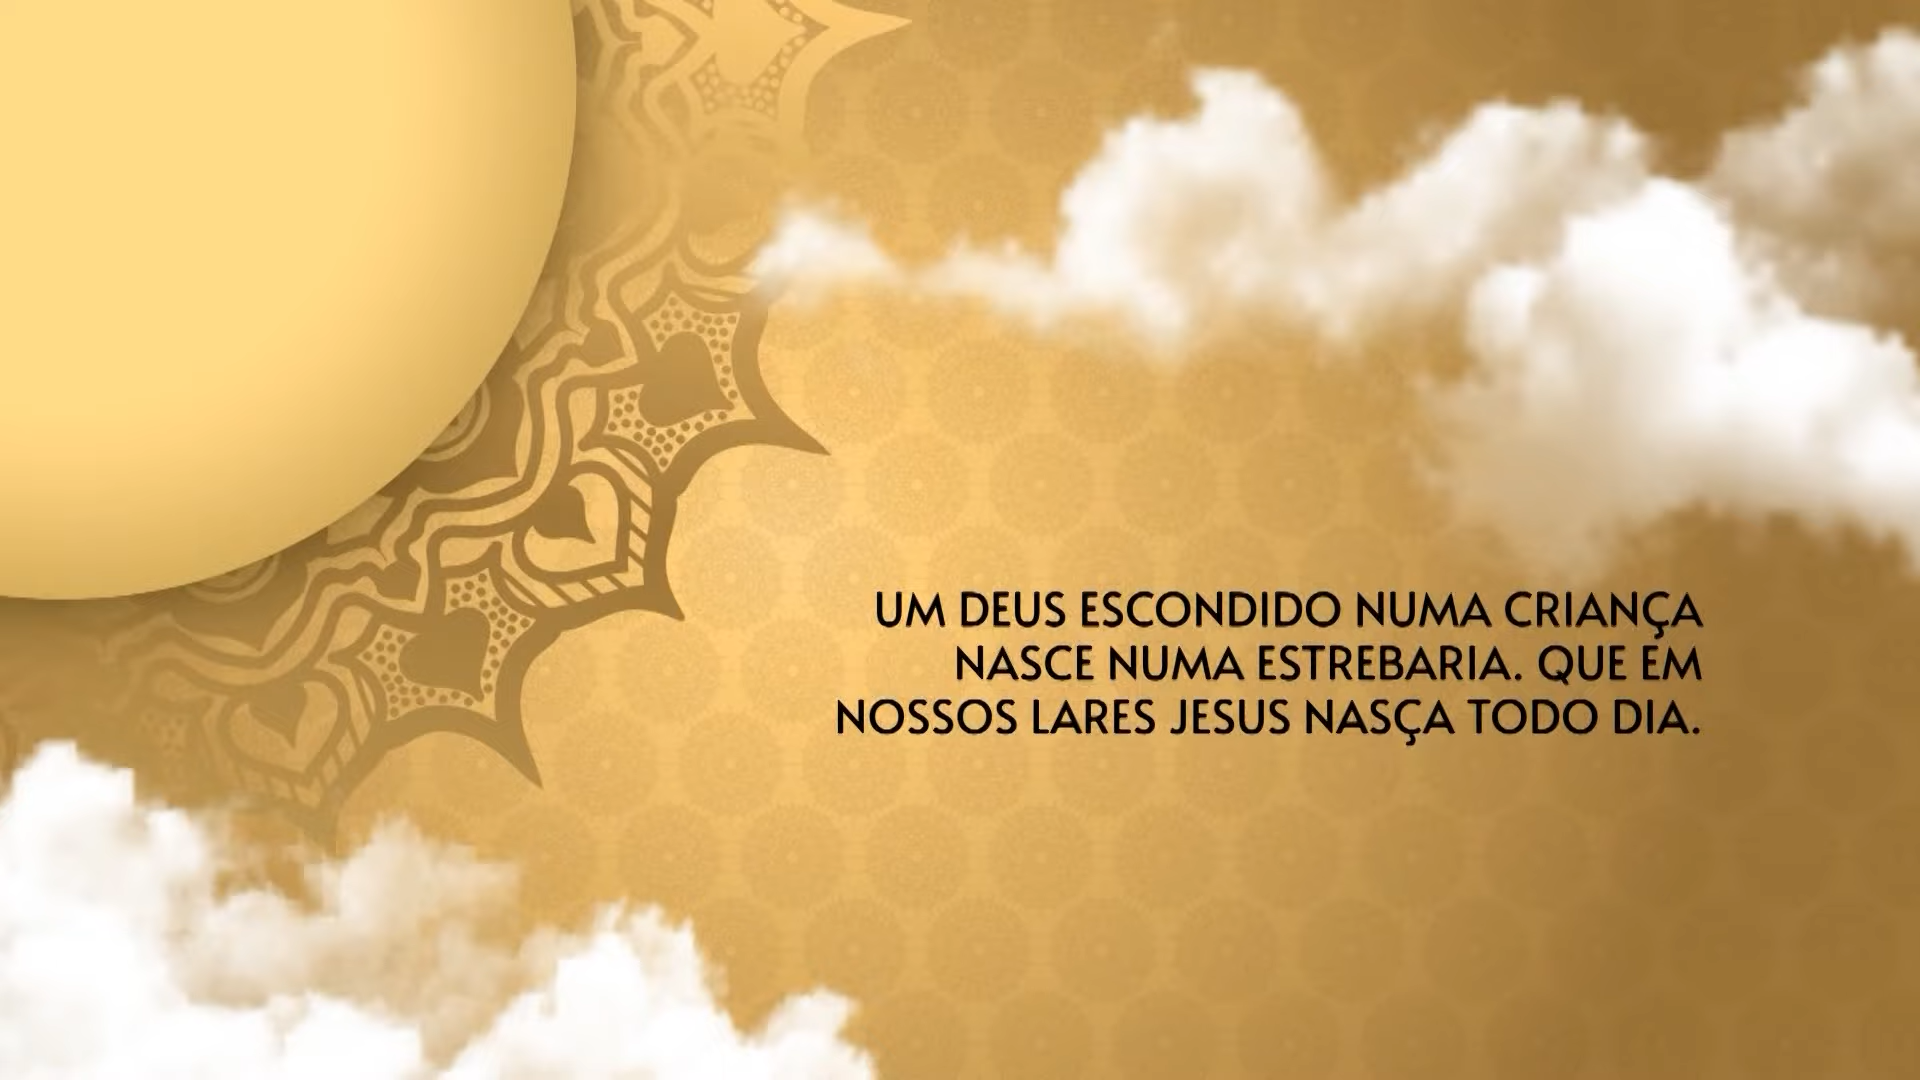 UM DEUS ESCONDIDO NUMA CRIANÇA
NASCE NUMA ESTREBARIA. QUE EM
NOSSOS LARES JESUS NASÇA TODO DIA.